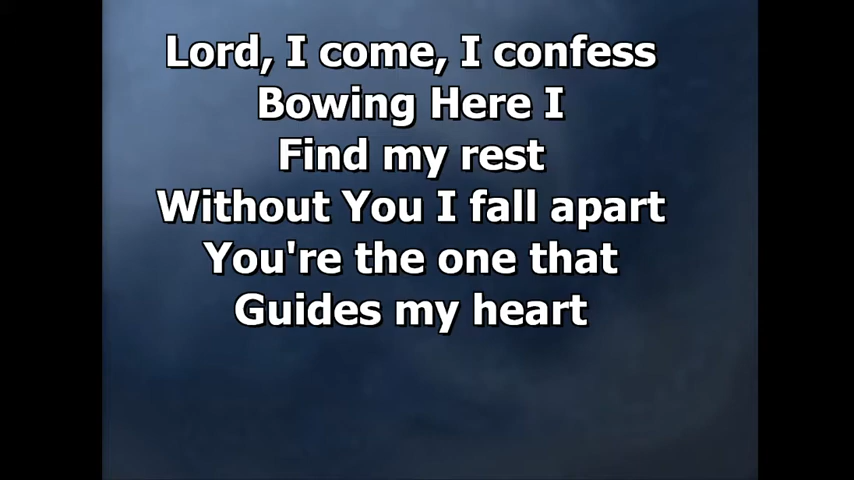 Lord, I come, I confess
Bowing Here I
Find my rest
Without You I fall apart
You're the one that
Guides my heart